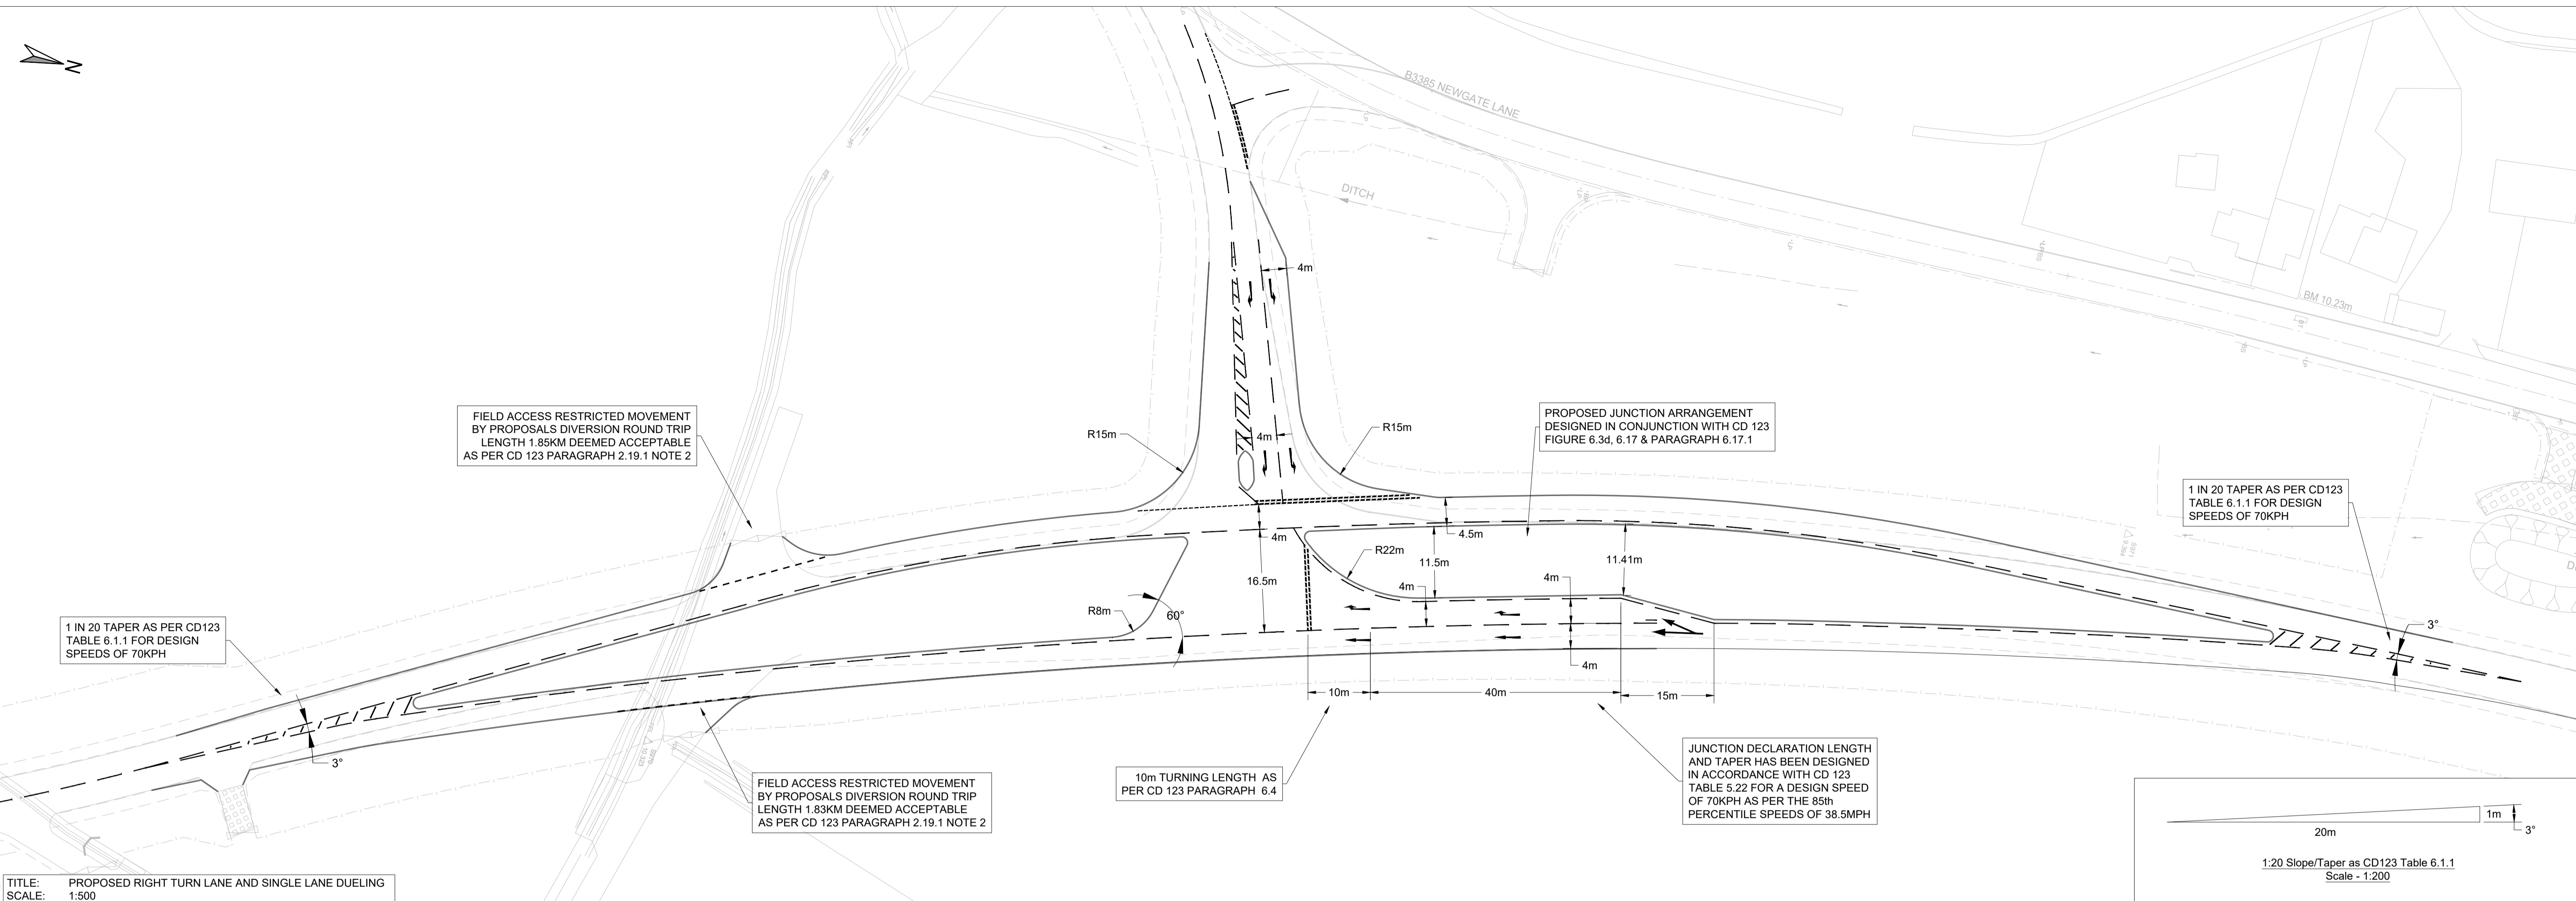 N
B3385 NEWGATE LANE
DITCH
BM 10.23m
4m
FIELD ACCESS RESTRICTED MOVEMENT
BY PROPOSALS DIVERSION ROUND TRIP
LENGTH 1.85KM DEEMED ACCEPTABLE
AS PER CD 123 PARAGRAPH 2.19.1 NOTE 2
R15m
4m
R15m
PROPOSED JUNCTION ARRANGEMENT
DESIGNED IN CONJUNCTION WITH CD 123
FIGURE 6.3d, 6.17 & PARAGRAPH 6.17.1
1 IN 20 TAPER AS PER CD123
TABLE 6.1.1 FOR DESIGN
SPEEDS OF 70KPH
4m
4.5m
R22m
11.5m
11.41m
16.5m
4m
4m
R8m
60°
3°
1 IN 20 TAPER AS PER CD123
TABLE 6.1.1 FOR DESIGN
SPEEDS OF 70KPH
4m
10m
40m
15m
3°
FIELD ACCESS RESTRICTED MOVEMENT
BY PROPOSALS DIVERSION ROUND TRIP
LENGTH 1.83KM DEEMED ACCEPTABLE
AS PER CD 123 PARAGRAPH 2.19.1 NOTE 2
10m TURNING LENGTH AS
PER CD 123 PARAGRAPH 6.4
JUNCTION DECLARATION LENGTH
AND TAPER HAS BEEN DESIGNED
IN ACCORDANCE WITH CD 123
TABLE 5.22 FOR A DESIGN SPEED
OF 70KPH AS PER THE 85th
PERCENTILE SPEEDS OF 38.5MPH
1m
20m
3°
1:20 Slope/Taper as CD123 Table 6.1.1
Scale - 1:200
TITLE: PROPOSED RIGHT TURN LANE AND SINGLE LANE DUELING
SCALE: 1:500